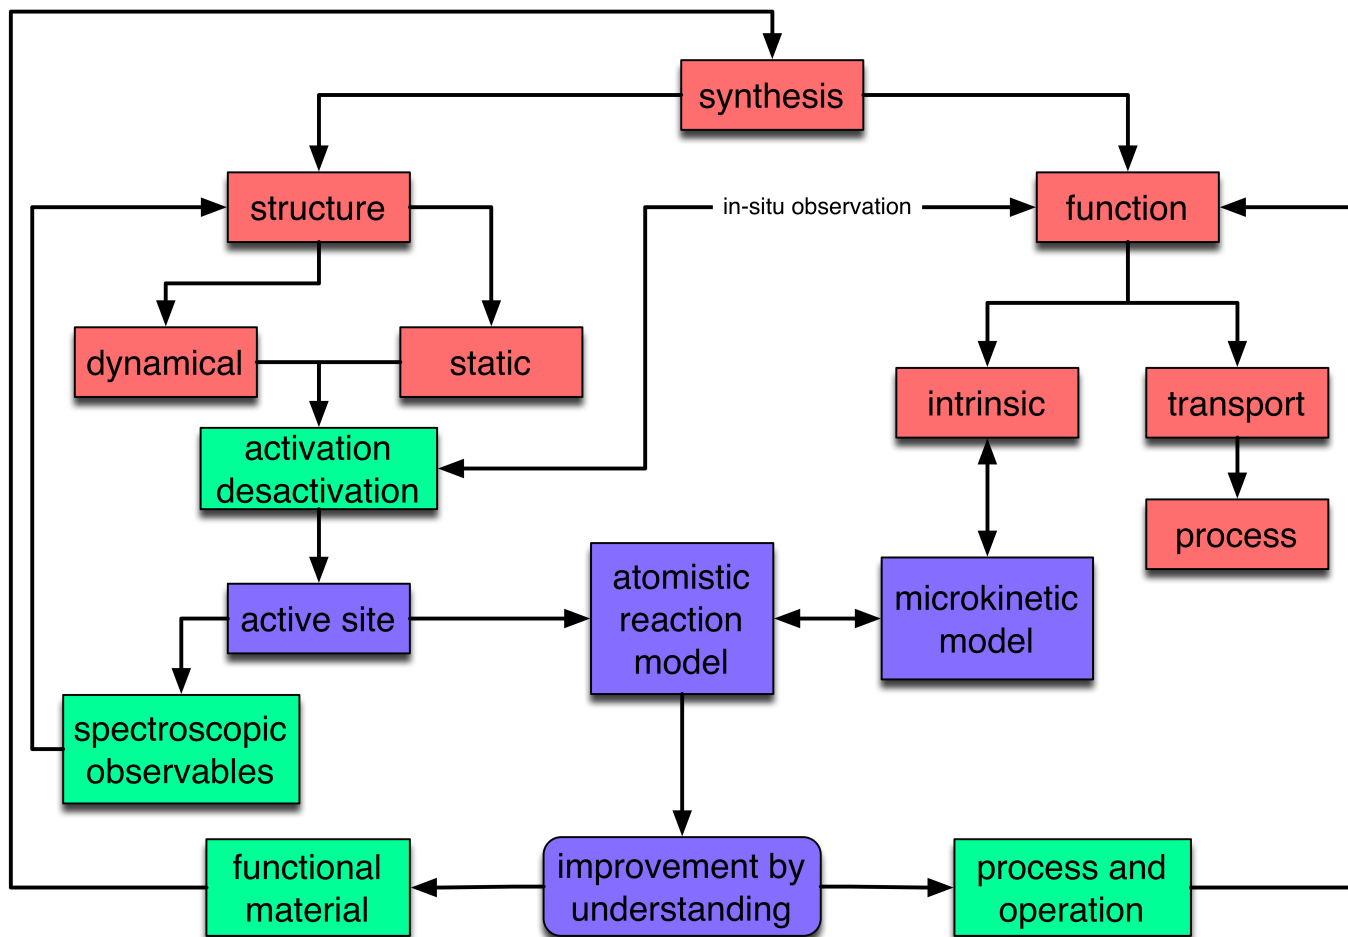 synthesis
structure
in-situ observation
function
dynamical
static
intrinsic
transport
activation
desactivation
process
atomistic
reaction
model
microkinetic
model
active site
spectroscopic
observables
functional
material
improvement by
understanding
process and
operation